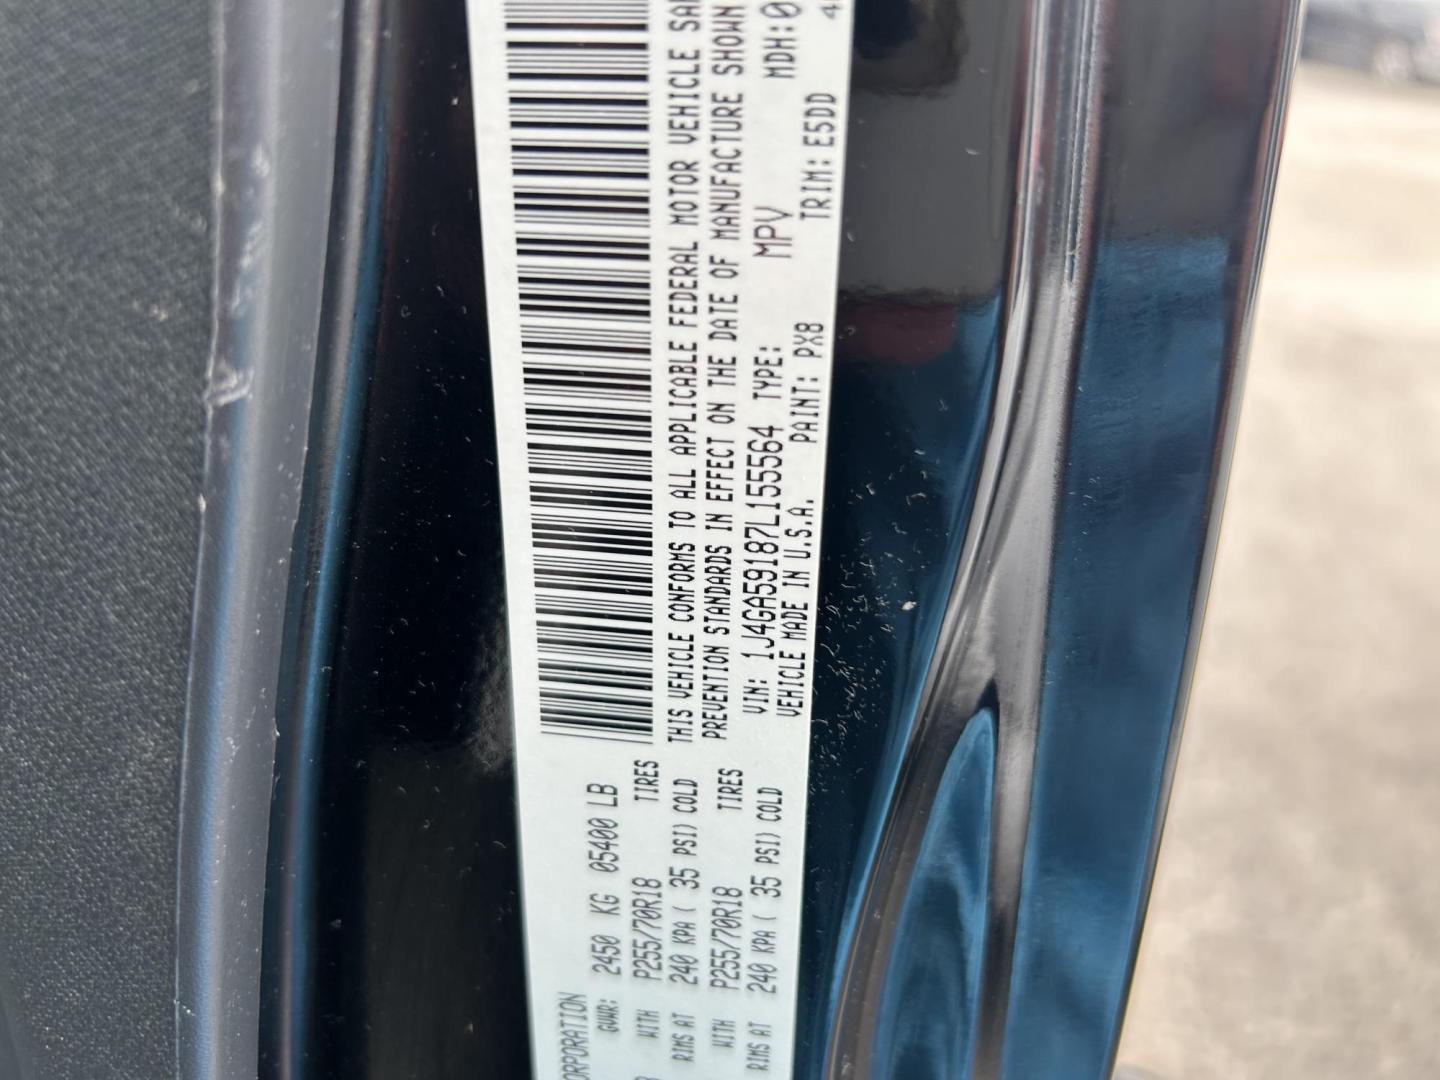 ORPORATION
GVWR: 2450 KG 05400 LB
WITH P255/70R18 TIRES
RIMS AT 240 KPA ( 35 PSI) COLD
WITH P255/70R18 TIRES
RIMS AT 240 KPA ( 35 PSI) COLD
THIS VEHICLE CONFORMS TO ALL APPLICABLE FEDERAL MOTOR VEHICLE SA
PREVENTION STANDARDS IN EFFECT ON THE DATE OF MANUFACTURE SHOWN
VIN: 1J4GA59187L155564 TYPE: MPV MDH:0
VEHICLE MADE IN U.S.A. PAINT: PX8 TRIM: E5DD